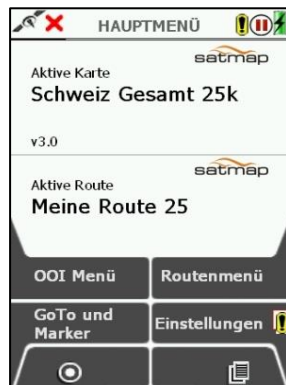 HAUPTMENÜ
satmap
Aktive Karte
Schweiz Gesamt 25k
v3.0
satmap
Aktive Route
Meine Route 25
OOI Menü
Routenmenü
GoTo und
Marker
Einstellungen